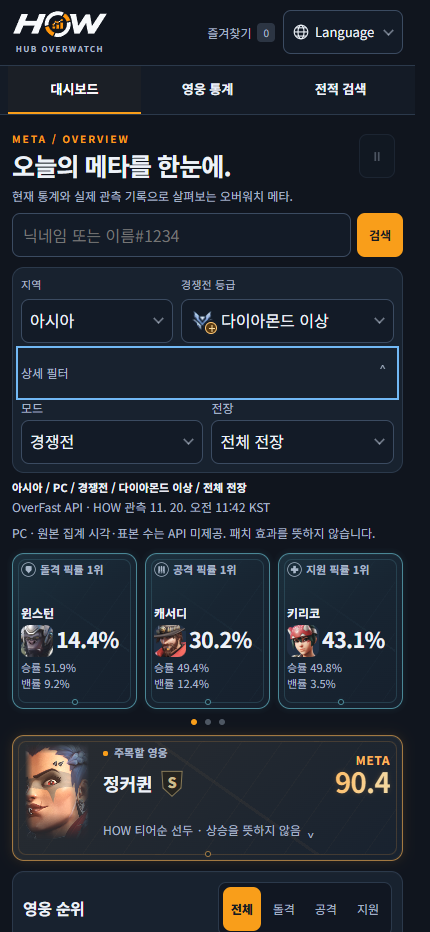 HOW
HUB OVERWATCH
즐겨찾기 0
Language
대시보드 영웅 통계 전적 검색
META / OVERVIEW
오늘의 메타를 한눈에.
현재 통계와 실제 관측 기록으로 살펴보는 오버워치 메타.
닉네임 또는 이름#1234
검색
지역 경쟁전 등급
아시아 다이아몬드 이상
상세 필터
모드 전장
경쟁전 전체 전장
아시아 / PC / 경쟁전 / 다이아몬드 이상 / 전체 전장
OverFast API · HOW 관측 11. 20. 오전 11:42 KST
PC · 원본 집계 시각·표본 수는 API 미제공. 패치 효과를 뜻하지 않습니다.
돌격 픽률 1위
윈스턴
14.4%
승률 51.9%
밴률 9.2%
공격 픽률 1위
캐서디
30.2%
승률 49.4%
밴률 12.4%
지원 픽률 1위
키리코
43.1%
승률 49.8%
밴률 3.5%
주목할 영웅
정커퀸 S
META
90.4
HOW 티어순 선두 · 상승을 뜻하지 않음
영웅 순위
전체 돌격 공격 지원